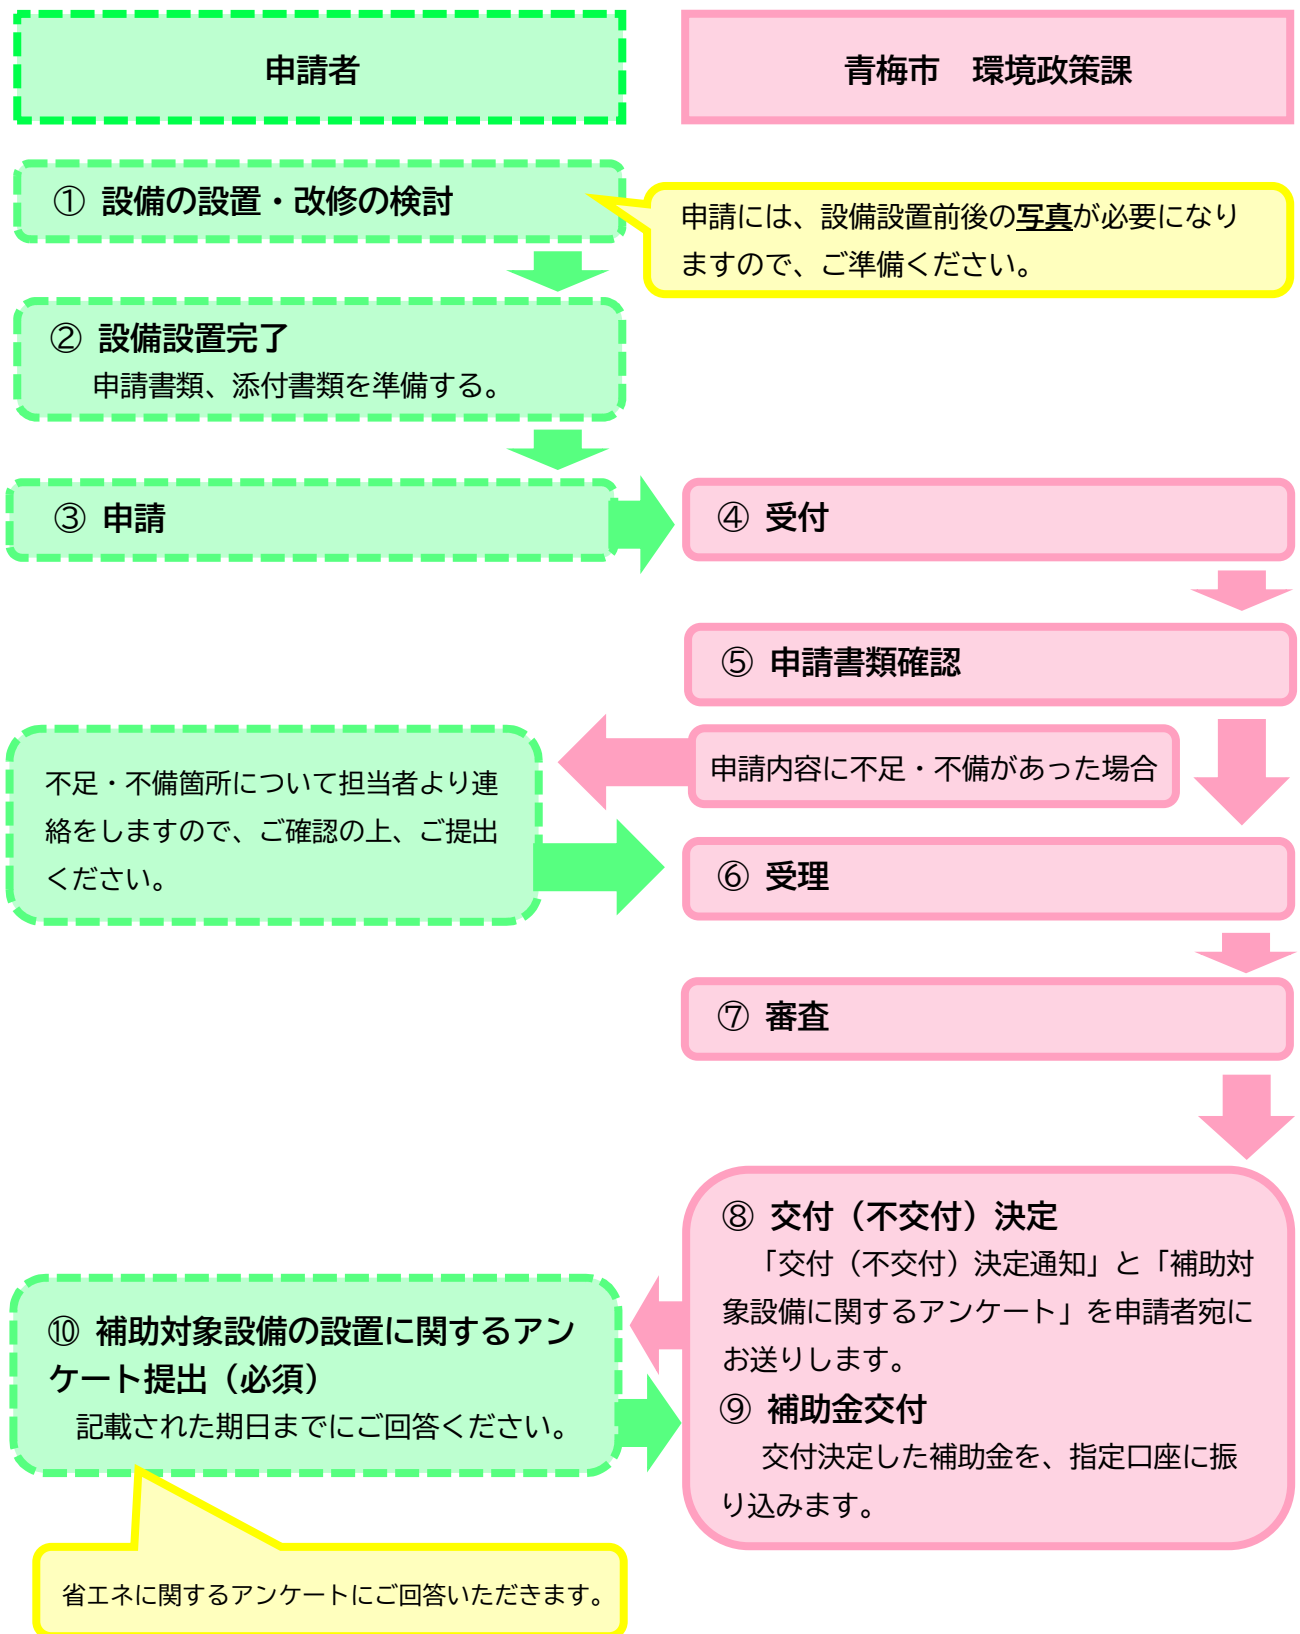 申請者
青梅市　環境政策課
① 設備の設置・改修の検討
申請には、設備設置前後の写真が必要になり
ますので、ご準備ください。
② 設備設置完了
申請書類、添付書類を準備する。
③ 申請
④ 受付
⑤ 申請書類確認
申請内容に不足・不備があった場合
不足・不備箇所について担当者より連
絡をしますので、ご確認の上、ご提出
ください。
⑥ 受理
⑦ 審査
⑧ 交付（不交付）決定
「交付（不交付）決定通知」と「補助対
象設備に関するアンケート」を申請者宛に
お送りします。
⑨ 補助金交付
交付決定した補助金を、指定口座に振
り込みます。
⑩ 補助対象設備の設置に関するアン
ケート提出（必須）
記載された期日までにご回答ください。
省エネに関するアンケートにご回答いただきます。